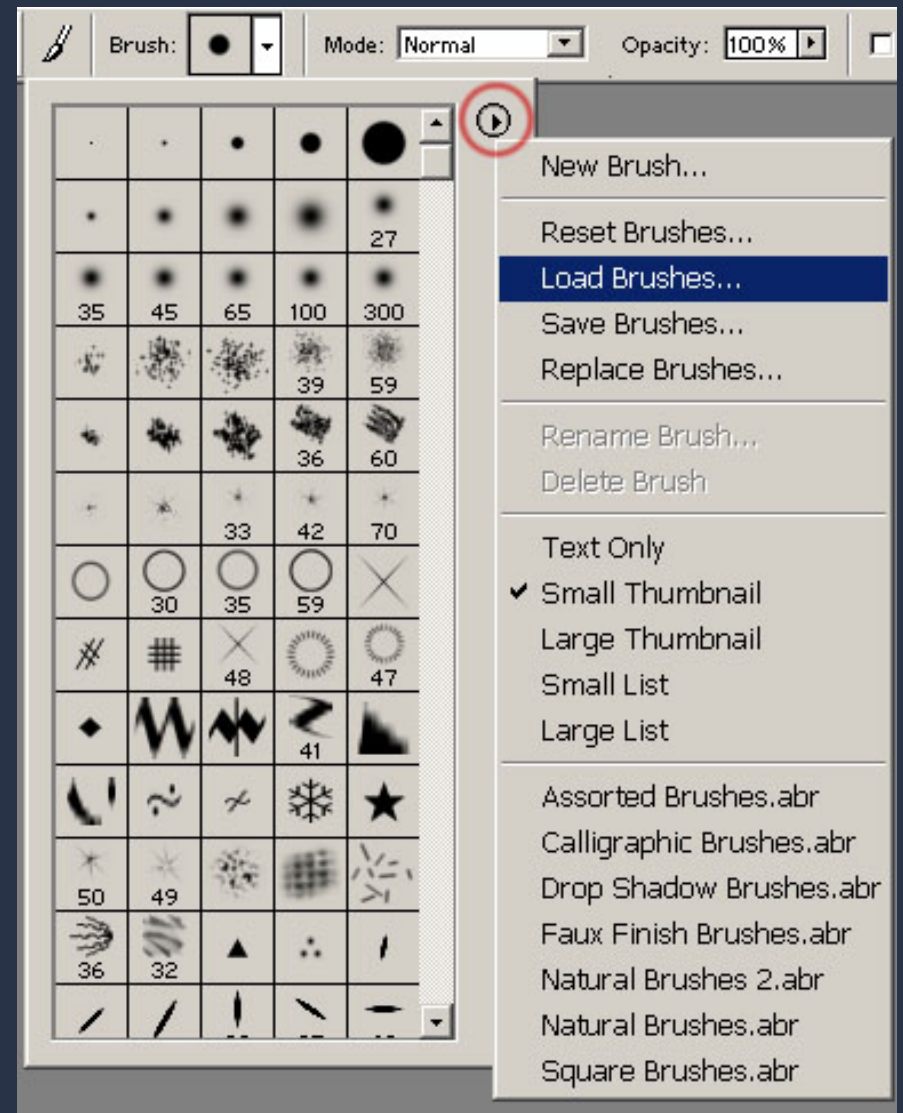 Brush: Mode: Normal Opacity: 100%
27
35 45 65 100 300
39 59
36 60
33 42 70
30 35 59
48 47
41
50 49
36 32
New Brush...
Reset Brushes...
Load Brushes...
Save Brushes...
Replace Brushes...
Rename Brush...
Delete Brush
Text Only
Small Thumbnail
Large Thumbnail
Small List
Large List
Assorted Brushes.abr
Calligraphic Brushes.abr
Drop Shadow Brushes.abr
Faux Finish Brushes.abr
Natural Brushes 2.abr
Natural Brushes.abr
Square Brushes.abr